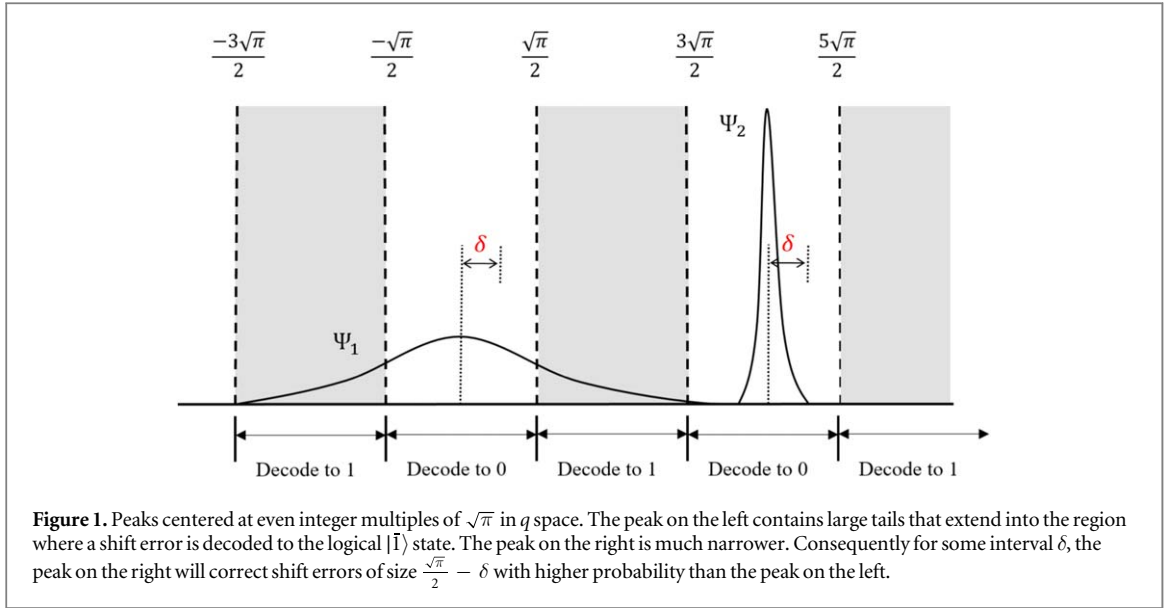 −3√π/2 −√π/2 √π/2 3√π/2 5√π/2
Ψ₂
δ δ
Ψ₁
Decode to 1 Decode to 0 Decode to 1 Decode to 0 Decode to 1
Figure 1. Peaks centered at even integer multiples of √π in q space. The peak on the left contains large tails that extend into the region
where a shift error is decoded to the logical |1̄⟩ state. The peak on the right is much narrower. Consequently for some interval δ, the
peak on the right will correct shift errors of size √π/2 − δ with higher probability than the peak on the left.